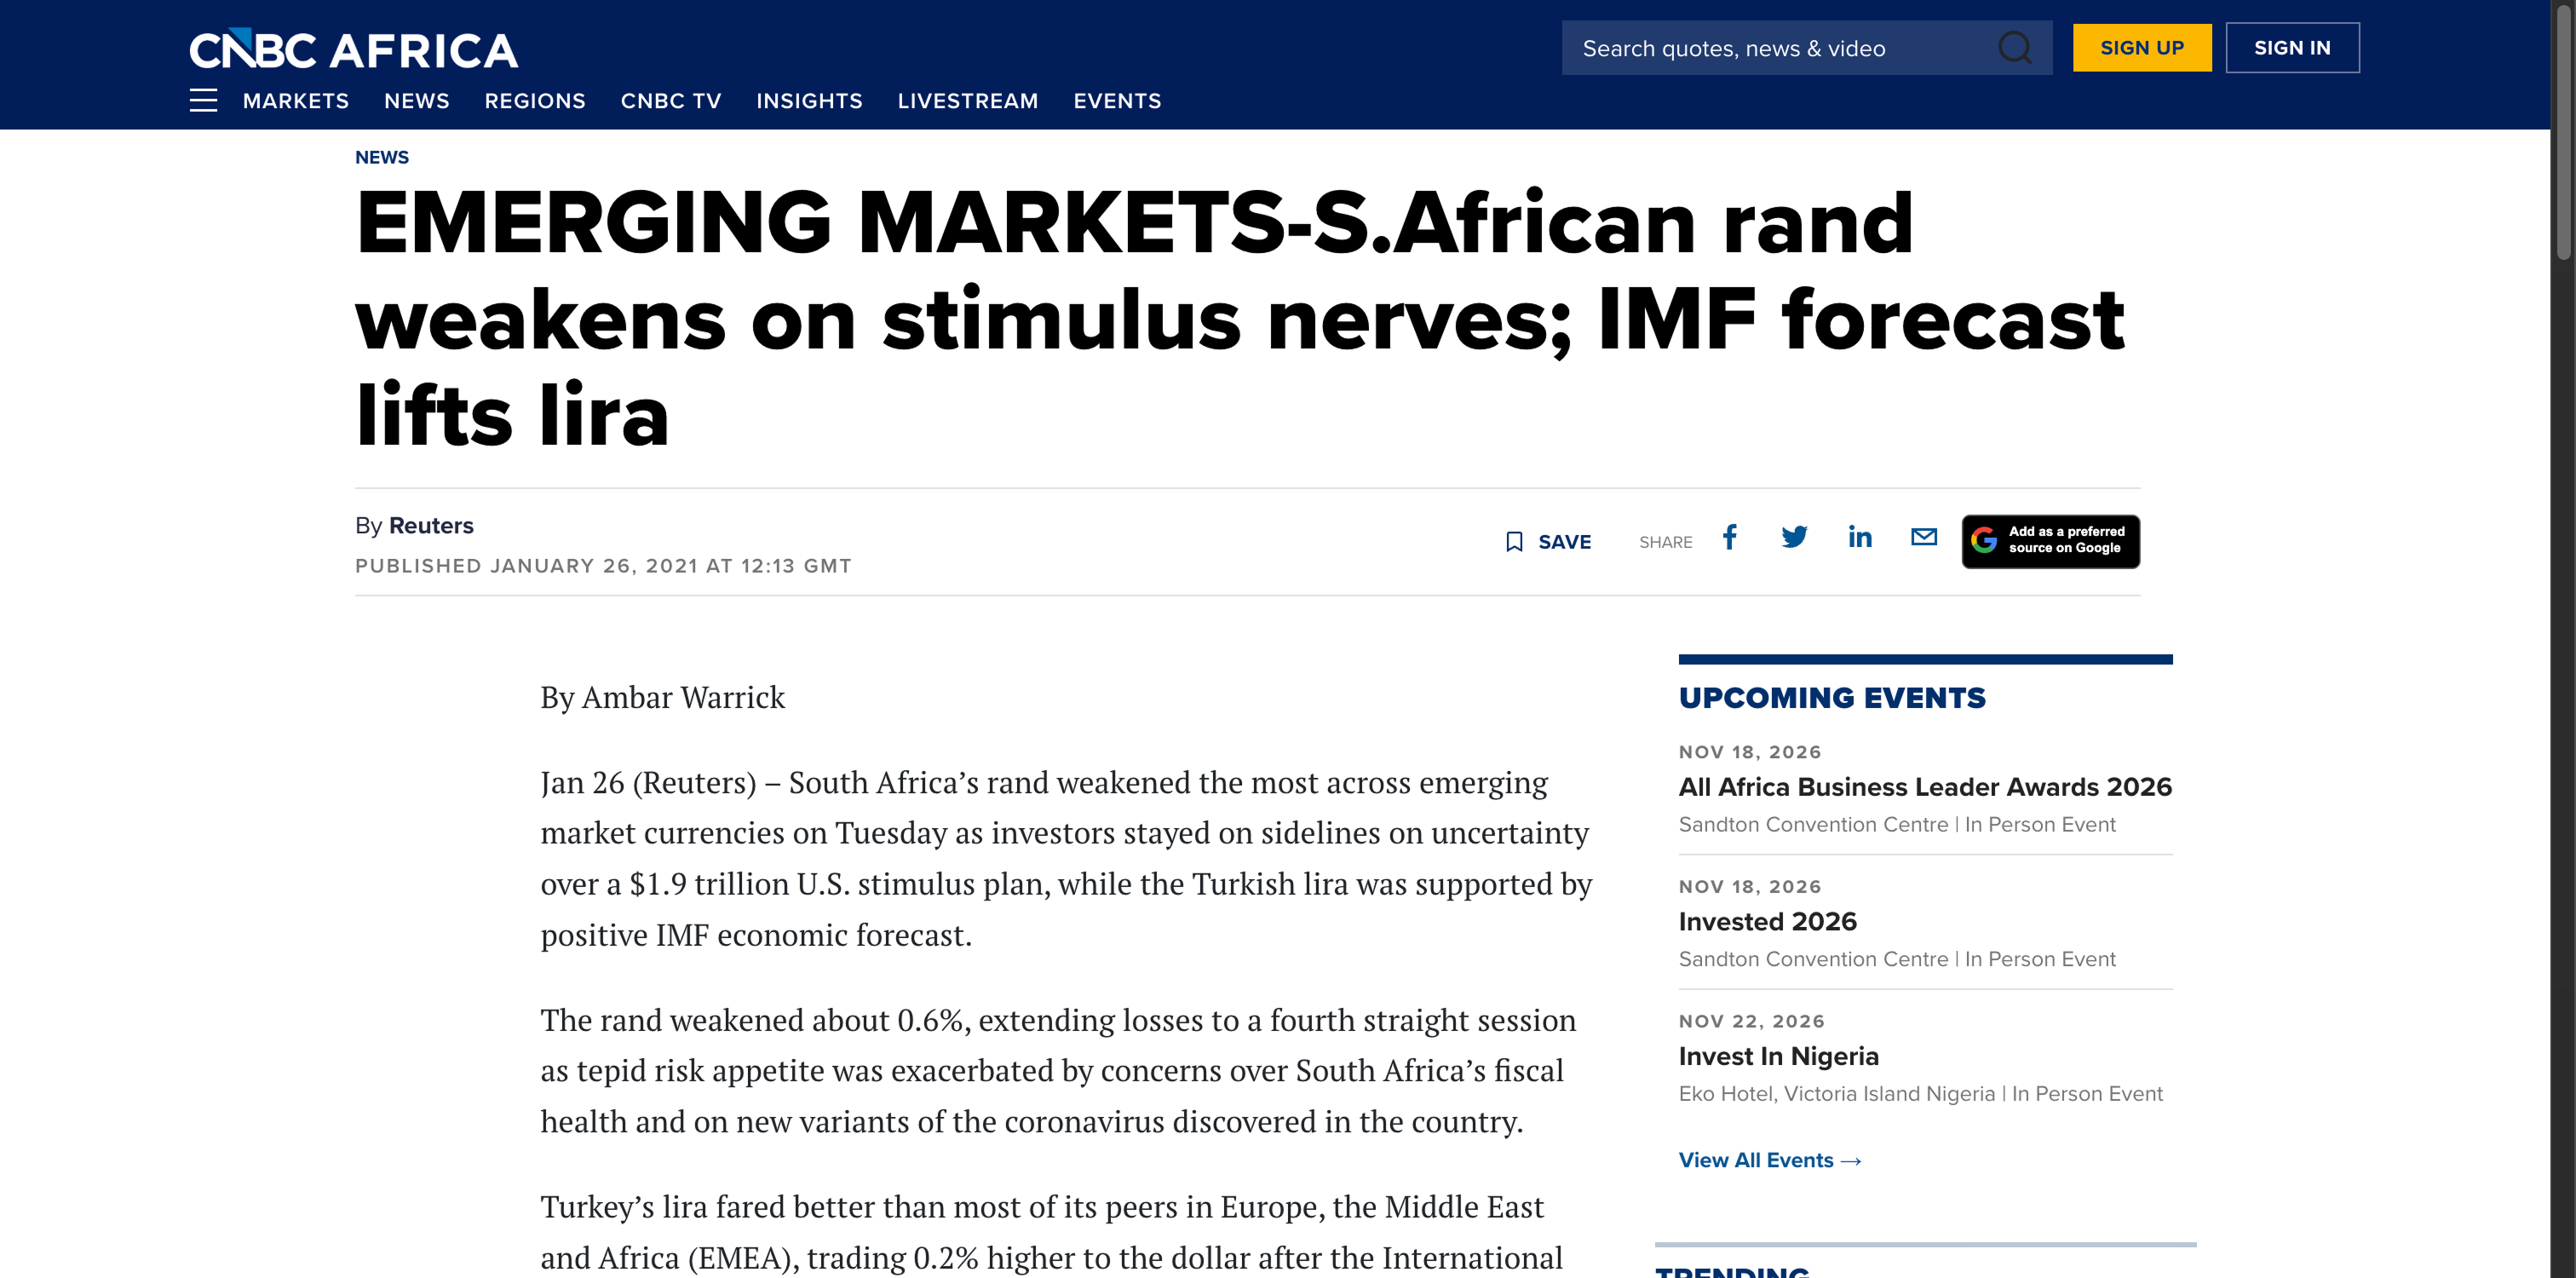 CNBC AFRICA
Search quotes, news & video
SIGN UP
SIGN IN
MARKETS NEWS REGIONS CNBC TV INSIGHTS LIVESTREAM EVENTS
NEWS
EMERGING MARKETS-S.African rand
weakens on stimulus nerves; IMF forecast
lifts lira
By Reuters
PUBLISHED JANUARY 26, 2021 AT 12:13 GMT
SAVE
SHARE
Add as a preferred
source on Google
By Ambar Warrick
Jan 26 (Reuters) – South Africa’s rand weakened the most across emerging
market currencies on Tuesday as investors stayed on sidelines on uncertainty
over a $1.9 trillion U.S. stimulus plan, while the Turkish lira was supported by
positive IMF economic forecast.
The rand weakened about 0.6%, extending losses to a fourth straight session
as tepid risk appetite was exacerbated by concerns over South Africa’s fiscal
health and on new variants of the coronavirus discovered in the country.
Turkey’s lira fared better than most of its peers in Europe, the Middle East
and Africa (EMEA), trading 0.2% higher to the dollar after the International
UPCOMING EVENTS
NOV 18, 2026
All Africa Business Leader Awards 2026
Sandton Convention Centre | In Person Event
NOV 18, 2026
Invested 2026
Sandton Convention Centre | In Person Event
NOV 22, 2026
Invest In Nigeria
Eko Hotel, Victoria Island Nigeria | In Person Event
View All Events →
TRENDING